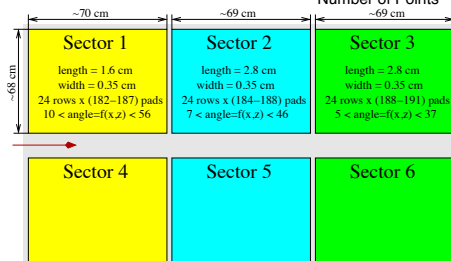 Number of Points
~70 cm
~69 cm
~69 cm
~68 cm
Sector 1
length = 1.6 cm
width = 0.35 cm
24 rows x (182−187) pads
10 < angle=f(x,z) < 56
Sector 2
length = 2.8 cm
width = 0.35 cm
24 rows x (184−188) pads
7 < angle=f(x,z) < 46
Sector 3
length = 2.8 cm
width = 0.35 cm
24 rows x (188-191) pads
5 < angle=f(x,z) < 37
Sector 4
Sector 5
Sector 6